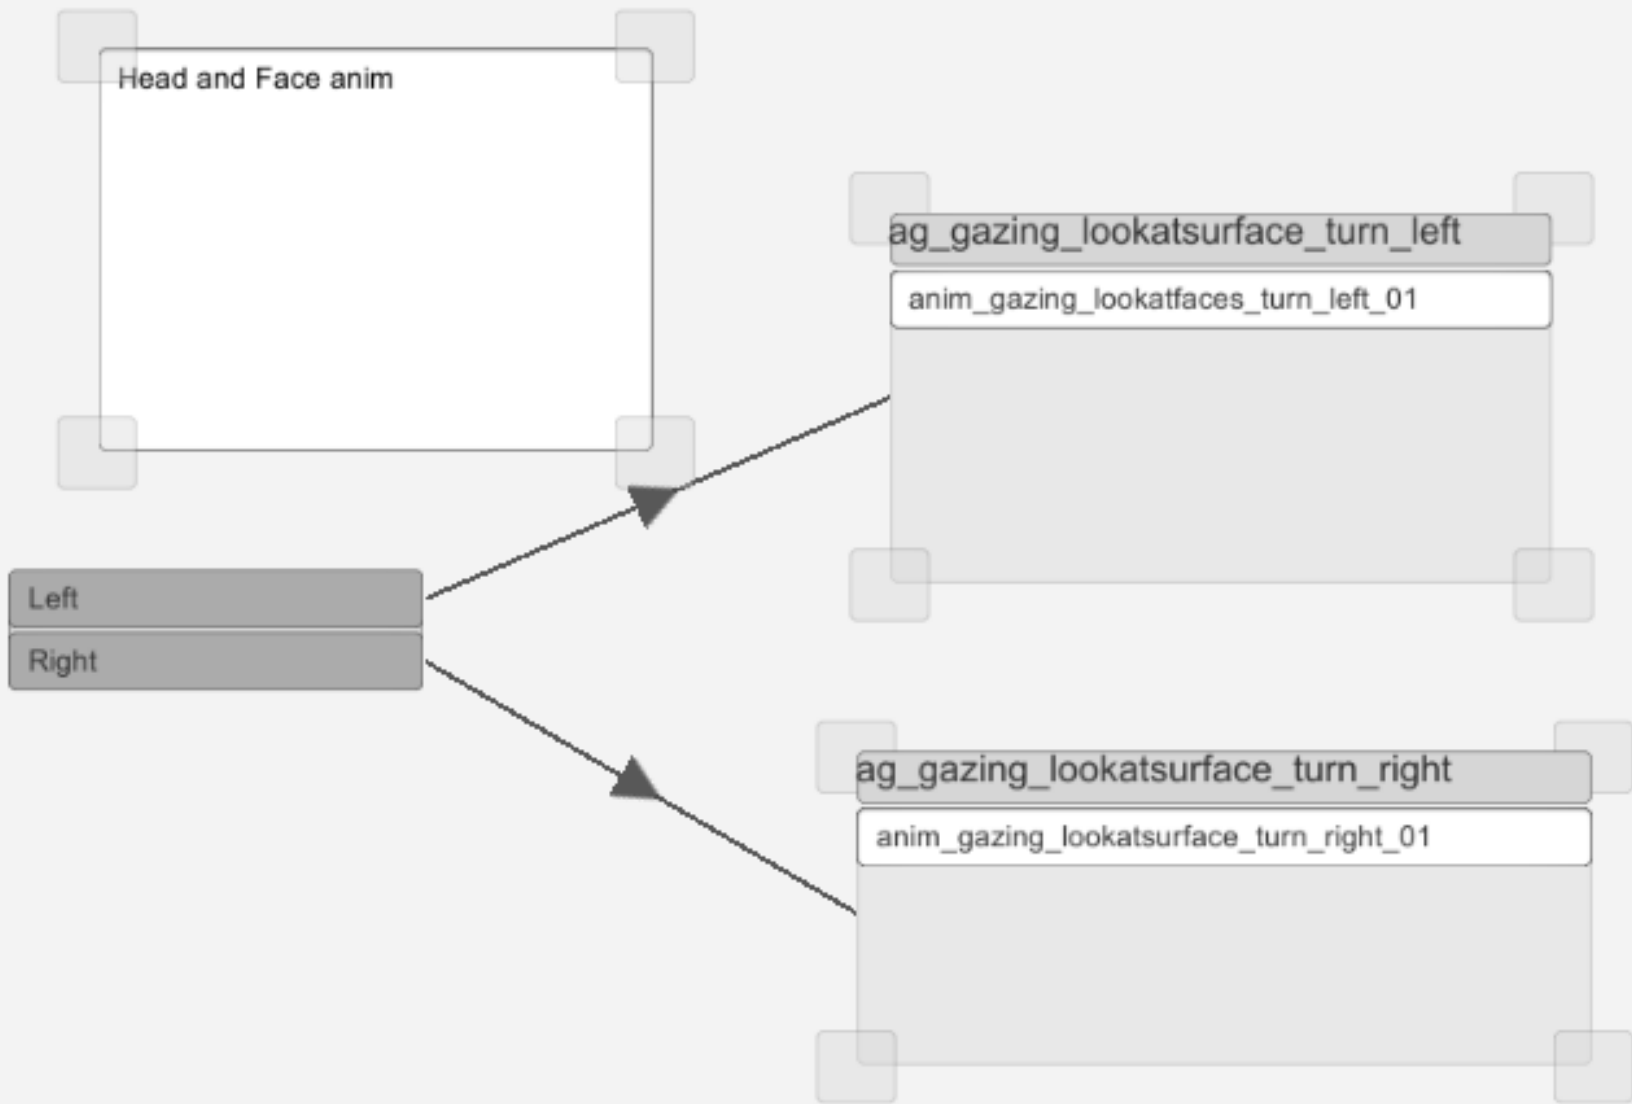 Head and Face anim
ag_gazing_lookatsurface_turn_left
anim_gazing_lookatfaces_turn_left_01
Left
Right
ag_gazing_lookatsurface_turn_right
anim_gazing_lookatsurface_turn_right_01